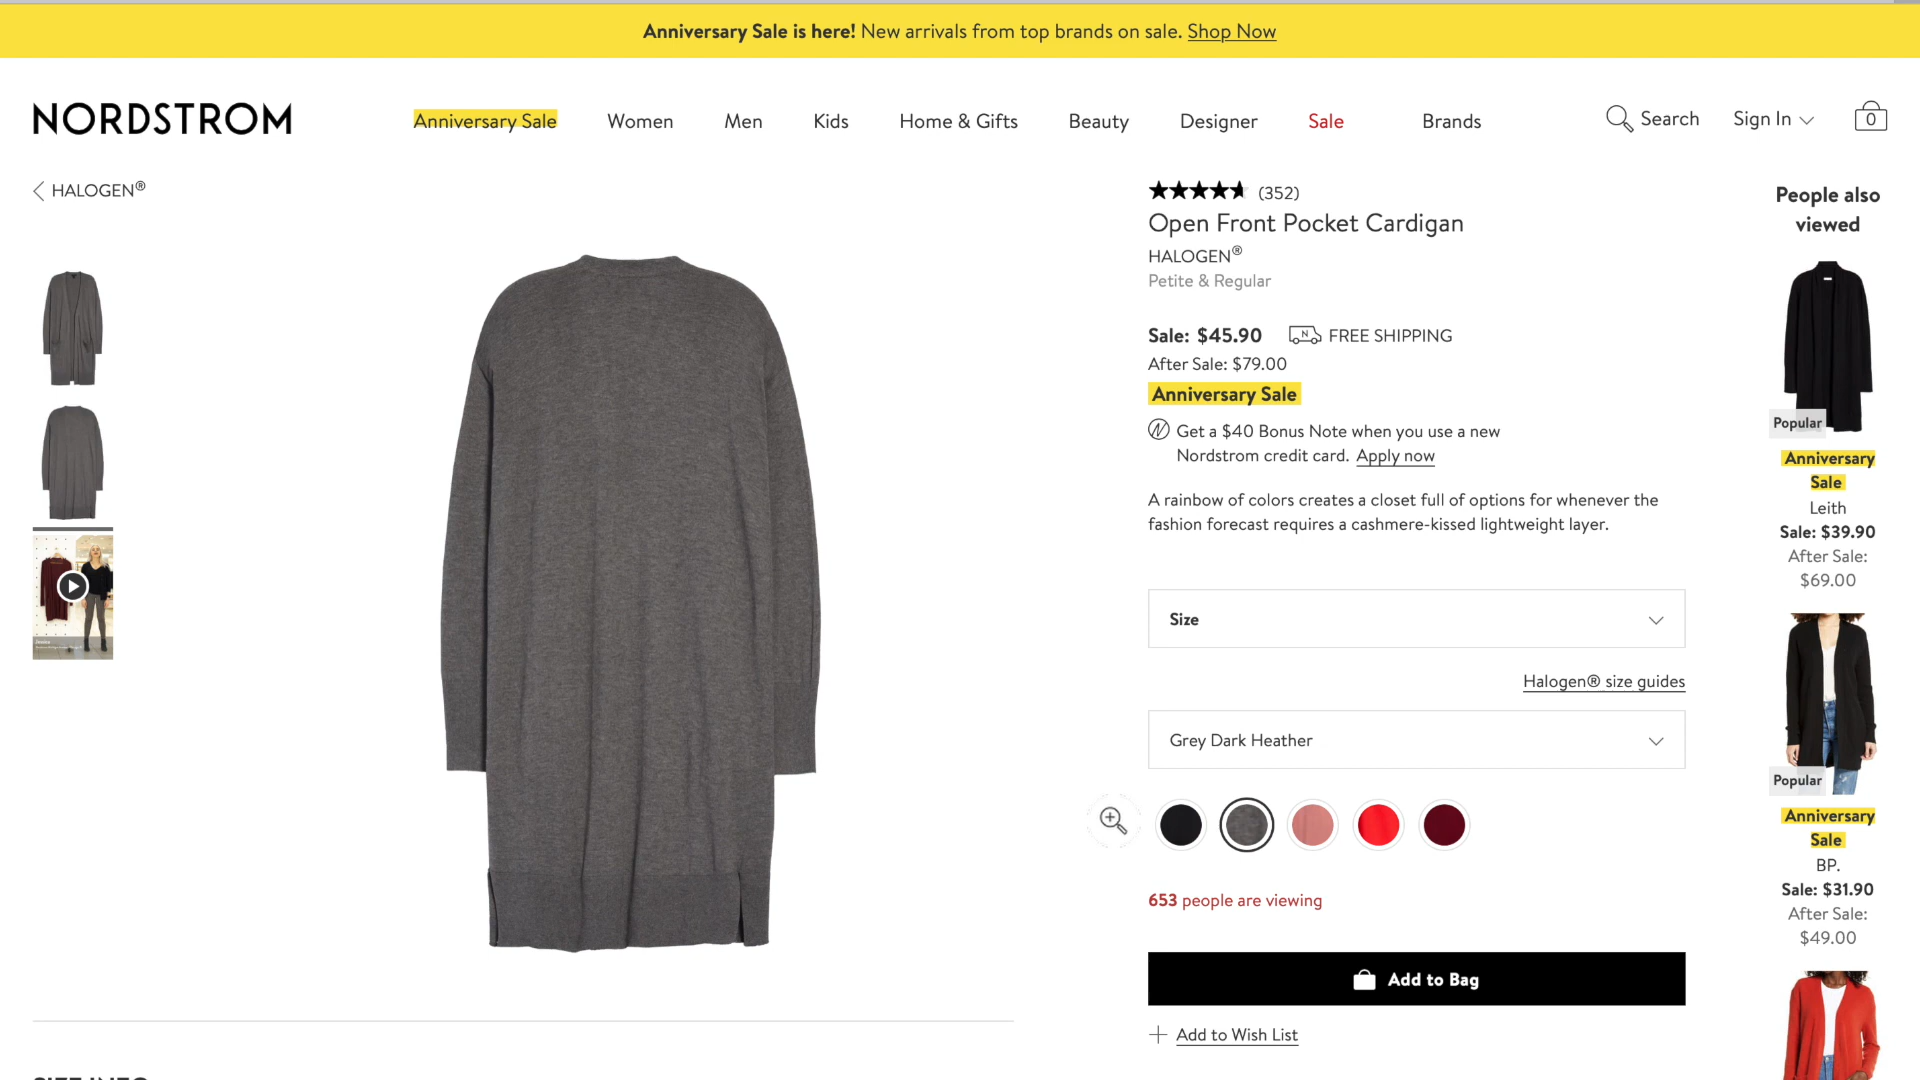 Anniversary Sale is here! New arrivals from top brands on sale. Shop Now
NORDSTROM
Anniversary Sale
Women
Men
Kids
Home & Gifts
Beauty
Designer
Sale
Brands
Search
Sign In
0
HALOGEN®
(352)
Open Front Pocket Cardigan
HALOGEN®
Petite & Regular
Sale: $45.90
N
FREE SHIPPING
After Sale: $79.00
Anniversary Sale
Get a $40 Bonus Note when you use a new
Nordstrom credit card. Apply now
A rainbow of colors creates a closet full of options for whenever the
fashion forecast requires a cashmere-kissed lightweight layer.
Size
Halogen® size guides
Grey Dark Heather
653 people are viewing
Add to Bag
Add to Wish List
People also
viewed
Popular
Anniversary
Sale
Leith
Sale: $39.90
After Sale:
$69.00
Popular
Anniversary
Sale
BP.
Sale: $31.90
After Sale:
$49.00
SIZE INFO